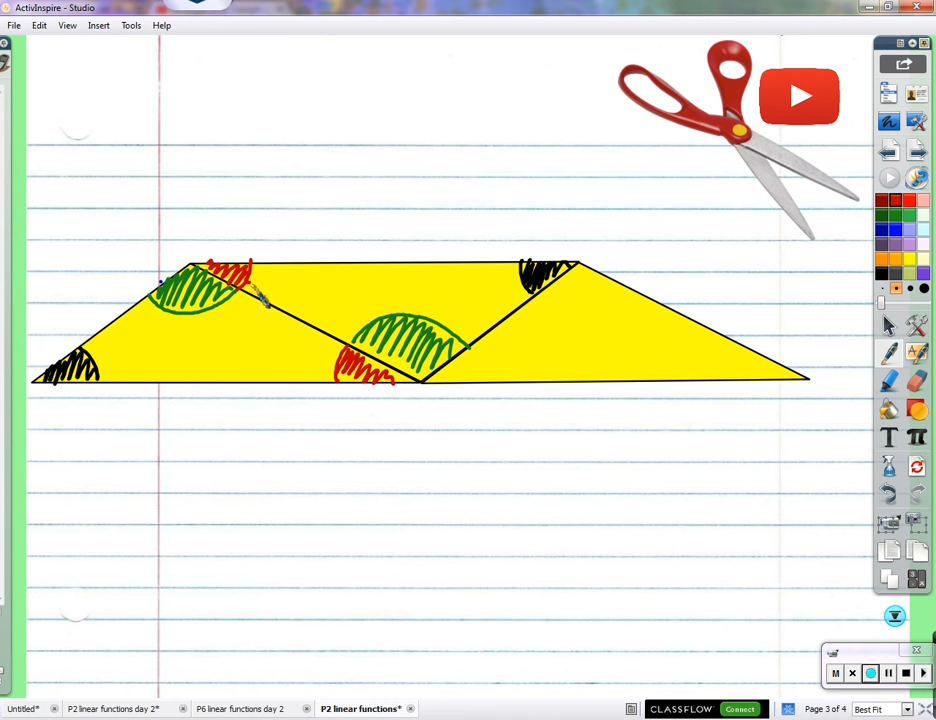 ActivInspire - Studio
File Edit View Insert Tools Help
T π
M
Untitled* P2 linear functions day 2* P6 linear functions day 2 P2 linear functions* CLASSFLOW Connect Page 3 of 4 Best Fit